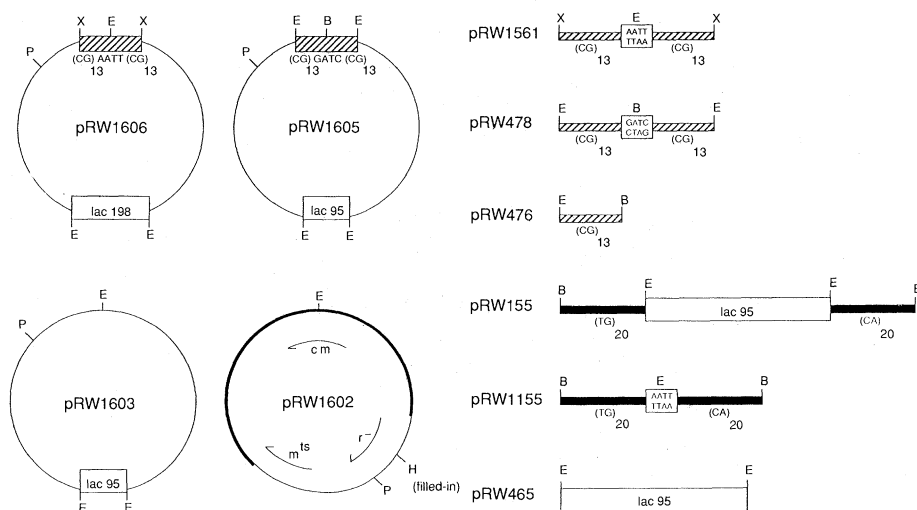 X E X
P
(CG) AATT (CG)
13 13
pRW1606
lac 198
E E
E B E
(CG) GATC (CG)
13 13
pRW1605
lac 95
E E
E
P
pRW1603
lac 95
E E
E
cm
pRW1602
m ts
r −
H
(filled-in)
P
pRW1561
X E X
AATT
TTAA
(CG) (CG)
13 13
pRW478
E B E
GATC
CTAG
(CG) (CG)
13 13
pRW476
E B
(CG)
13
pRW155
B E E B
lac 95
(TG) (CA)
20 20
pRW1155
B E B
AATT
TTAA
(TG) (CA)
20 20
pRW465
E E
lac 95